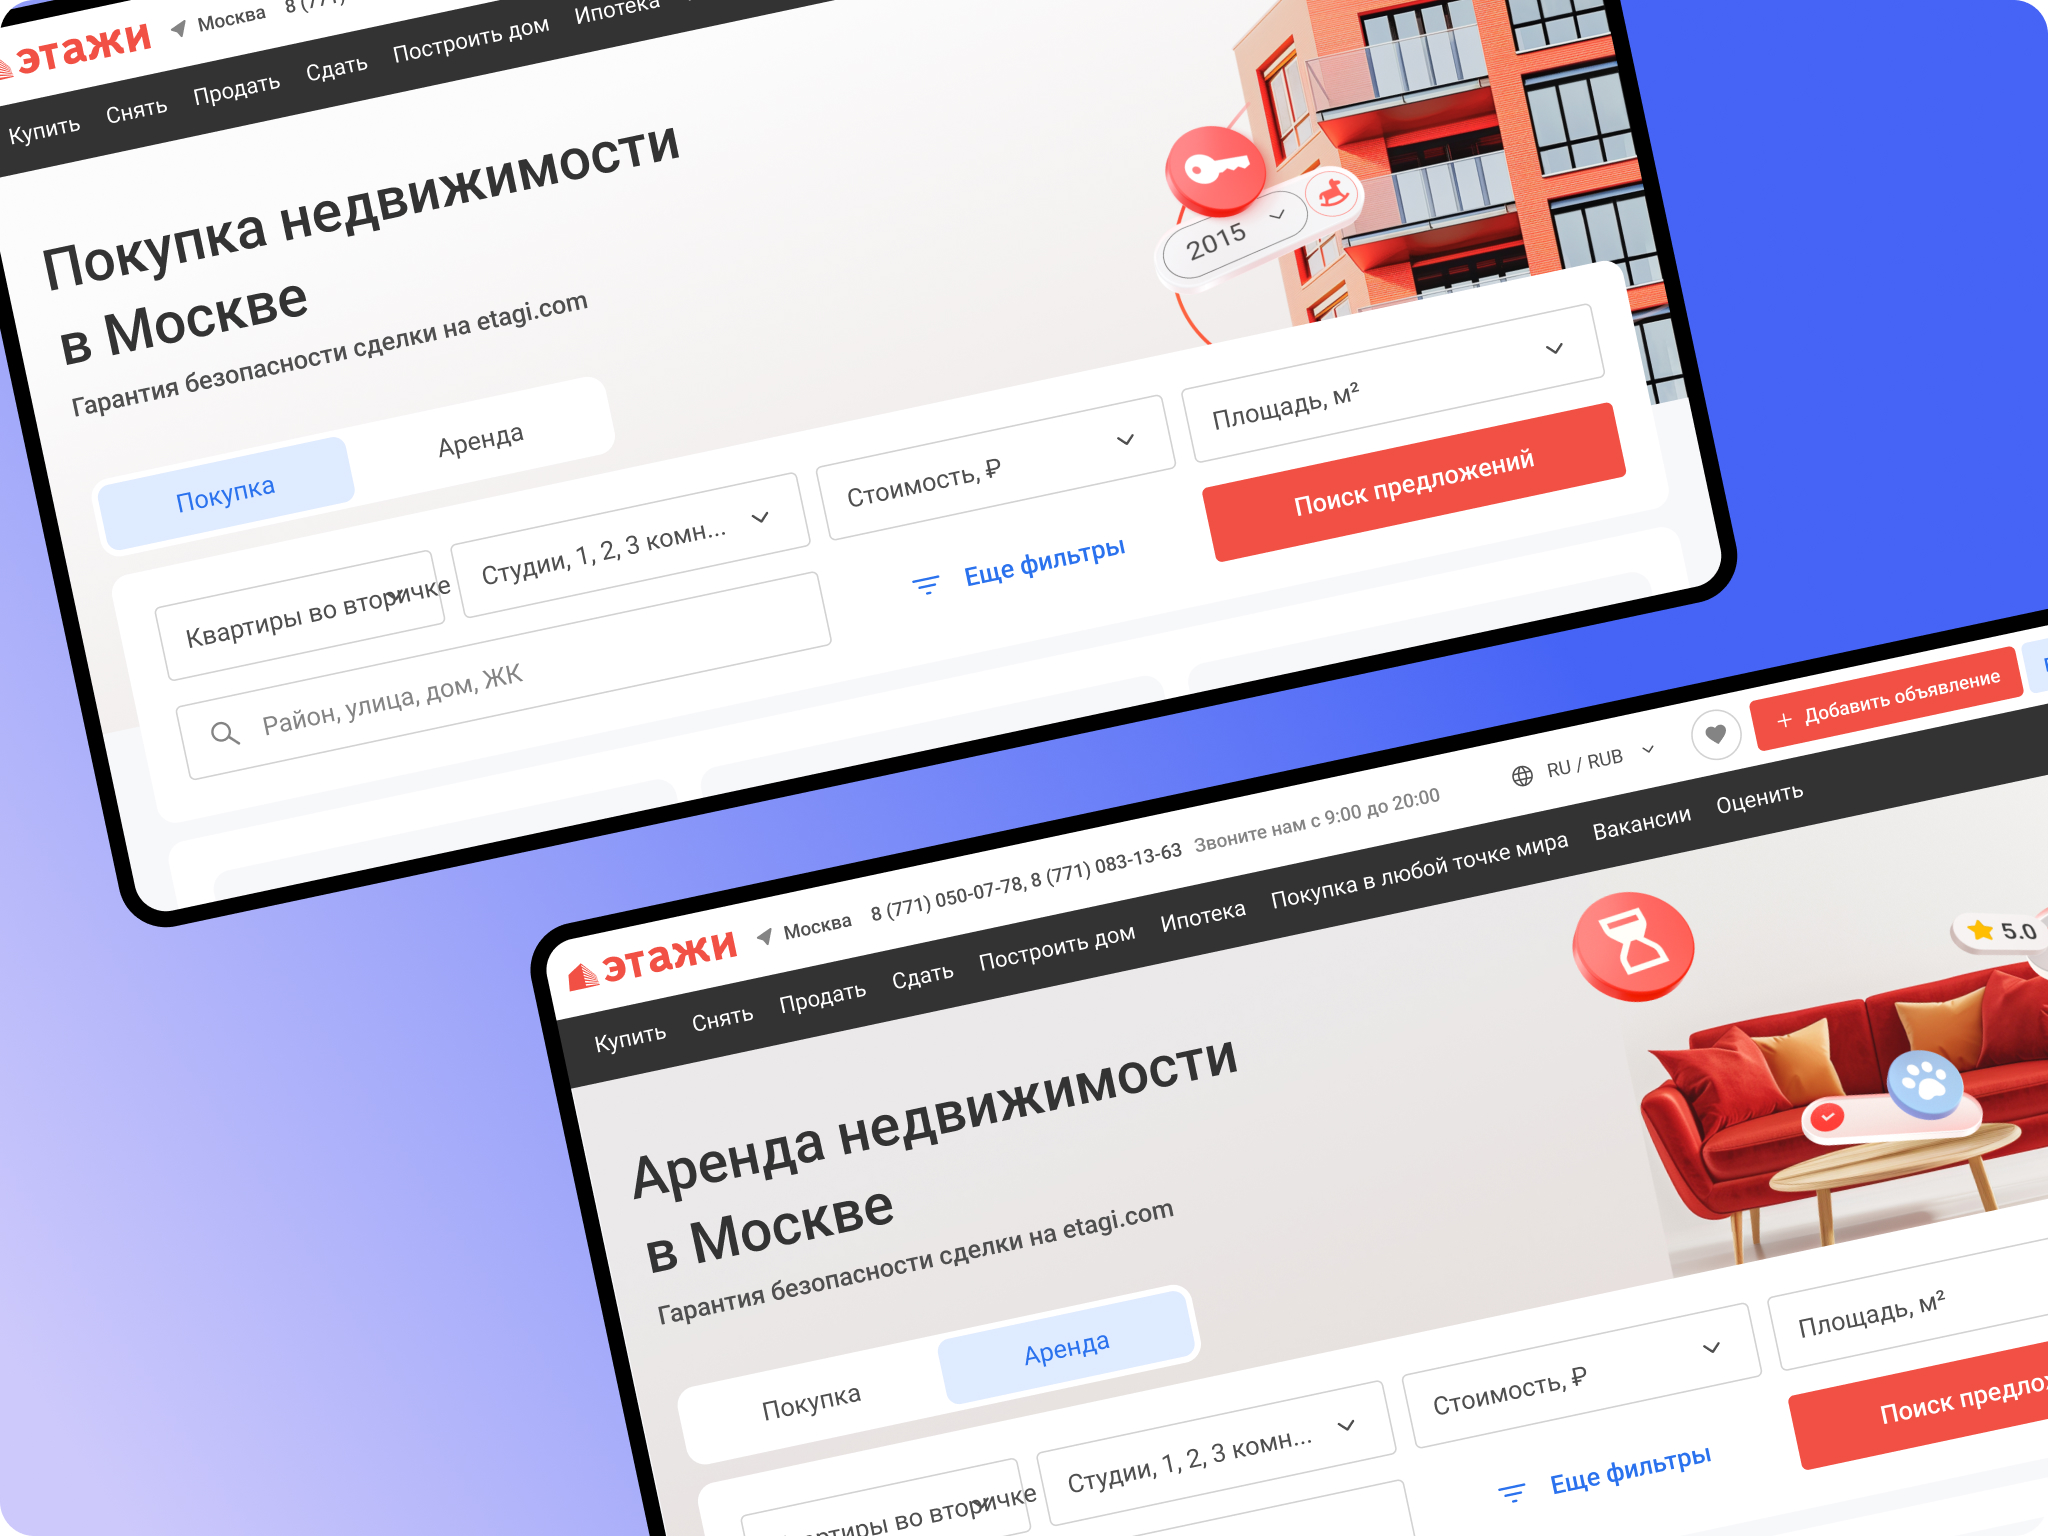 этажи
Москва
8 (771)
Купить Снять Продать Сдать Построить дом Ипотека
Покупка недвижимости
в Москве
Гарантия безопасности сделки на etagi.com
2015
Покупка Аренда
Квартиры во вторичке Студии, 1, 2, 3 комн... Стоимость, ₽ Площадь, м²
Район, улица, дом, ЖК Еще фильтры Поиск предложений
этажи Москва 8 (771) 050-07-78, 8 (771) 083-13-63 Звоните нам с 9:00 до 20:00 RU / RUB + Добавить объявление
Купить Снять Продать Сдать Построить дом Ипотека Покупка в любой точке мира Вакансии Оценить
Аренда недвижимости
в Москве
Гарантия безопасности сделки на etagi.com
5.0
Покупка Аренда
во вторичке Студии, 1, 2, 3 комн... Стоимость, ₽ Площадь, м²
Еще фильтры Поиск